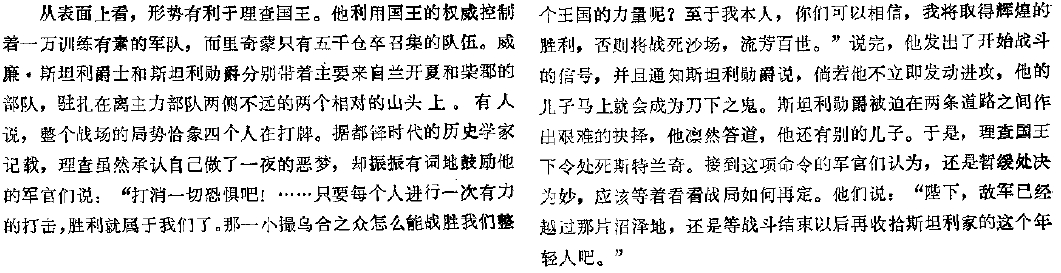 从表面上看，形势有利于理查国王。他利用国王的权威控制
着一万训练有素的军队，而里奇蒙只有五千仓卒召集的队伍。威
廉·斯坦利爵士和斯坦利勋爵分别带着主要来自兰开夏和柴郡的
部队，驻扎在离主力部队两侧不远的两个相对的山头上。有人
说，整个战场的局势恰象四个人在打牌。据都铎时代的历史学家
记载，理查虽然承认自己做了一夜的恶梦，却振振有词地鼓励他
的军官们说：“打消一切恐惧吧！……只要每个人进行一次有力
的打击，胜利就属于我们了。那一小撮乌合之众怎么能战胜我们整
个王国的力量呢？至于我本人，你们可以相信，我将取得辉煌的
胜利，否则将战死沙场，流芳百世。”说完，他发出了开始战斗
的信号，并且通知斯坦利勋爵说，倘若他不立即发动进攻，他的
儿子马上就会成为刀下之鬼。斯坦利勋爵被迫在两条道路之间作
出艰难的抉择，他凛然答道，他还有别的儿子。于是，理查国王
下令处死斯特兰奇。接到这项命令的军官们认为，还是暂缓处决
为妙，应该等着看看战局如何再定。他们说：“陛下，敌军已经
越过那片沼泽地，还是等战斗结束以后再收拾斯坦利家的这个年
轻人吧。”